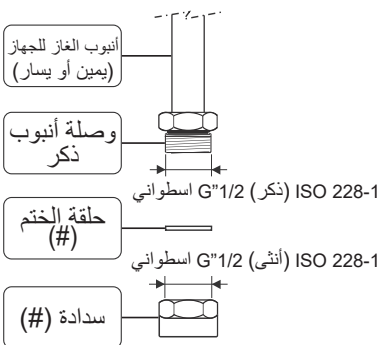 أنبوب الغاز للجهاز
(يمين أو يسار)
وصلة أنبوب
ذكر
ISO 228-1 (ذكر) G"1/2 اسطواني
حلقة الختم
(#)
ISO 228-1 (أنثى) G"1/2 اسطواني
سدادة (#)